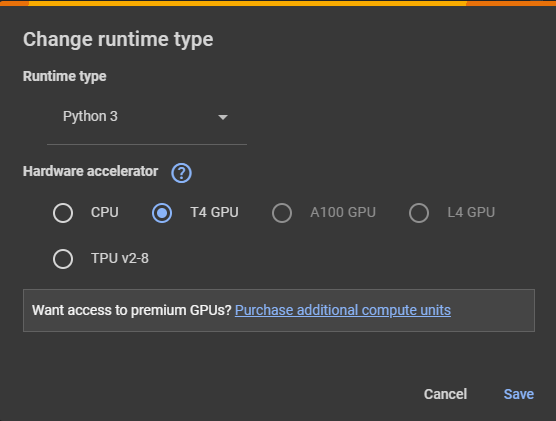 Change runtime type
Runtime type
Python 3
Hardware accelerator ?
CPU T4 GPU A100 GPU L4 GPU
TPU v2-8
Want access to premium GPUs? Purchase additional compute units
Cancel Save